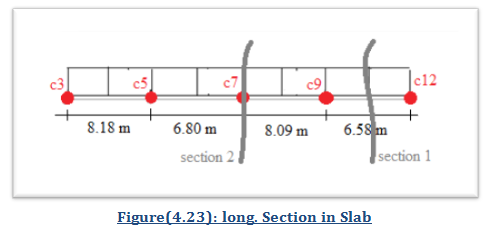 c3 c5 c7 c9 c12
8.18 m 6.80 m 8.09 m 6.58 m
section 2 section 1
Figure(4.23): long. Section in Slab